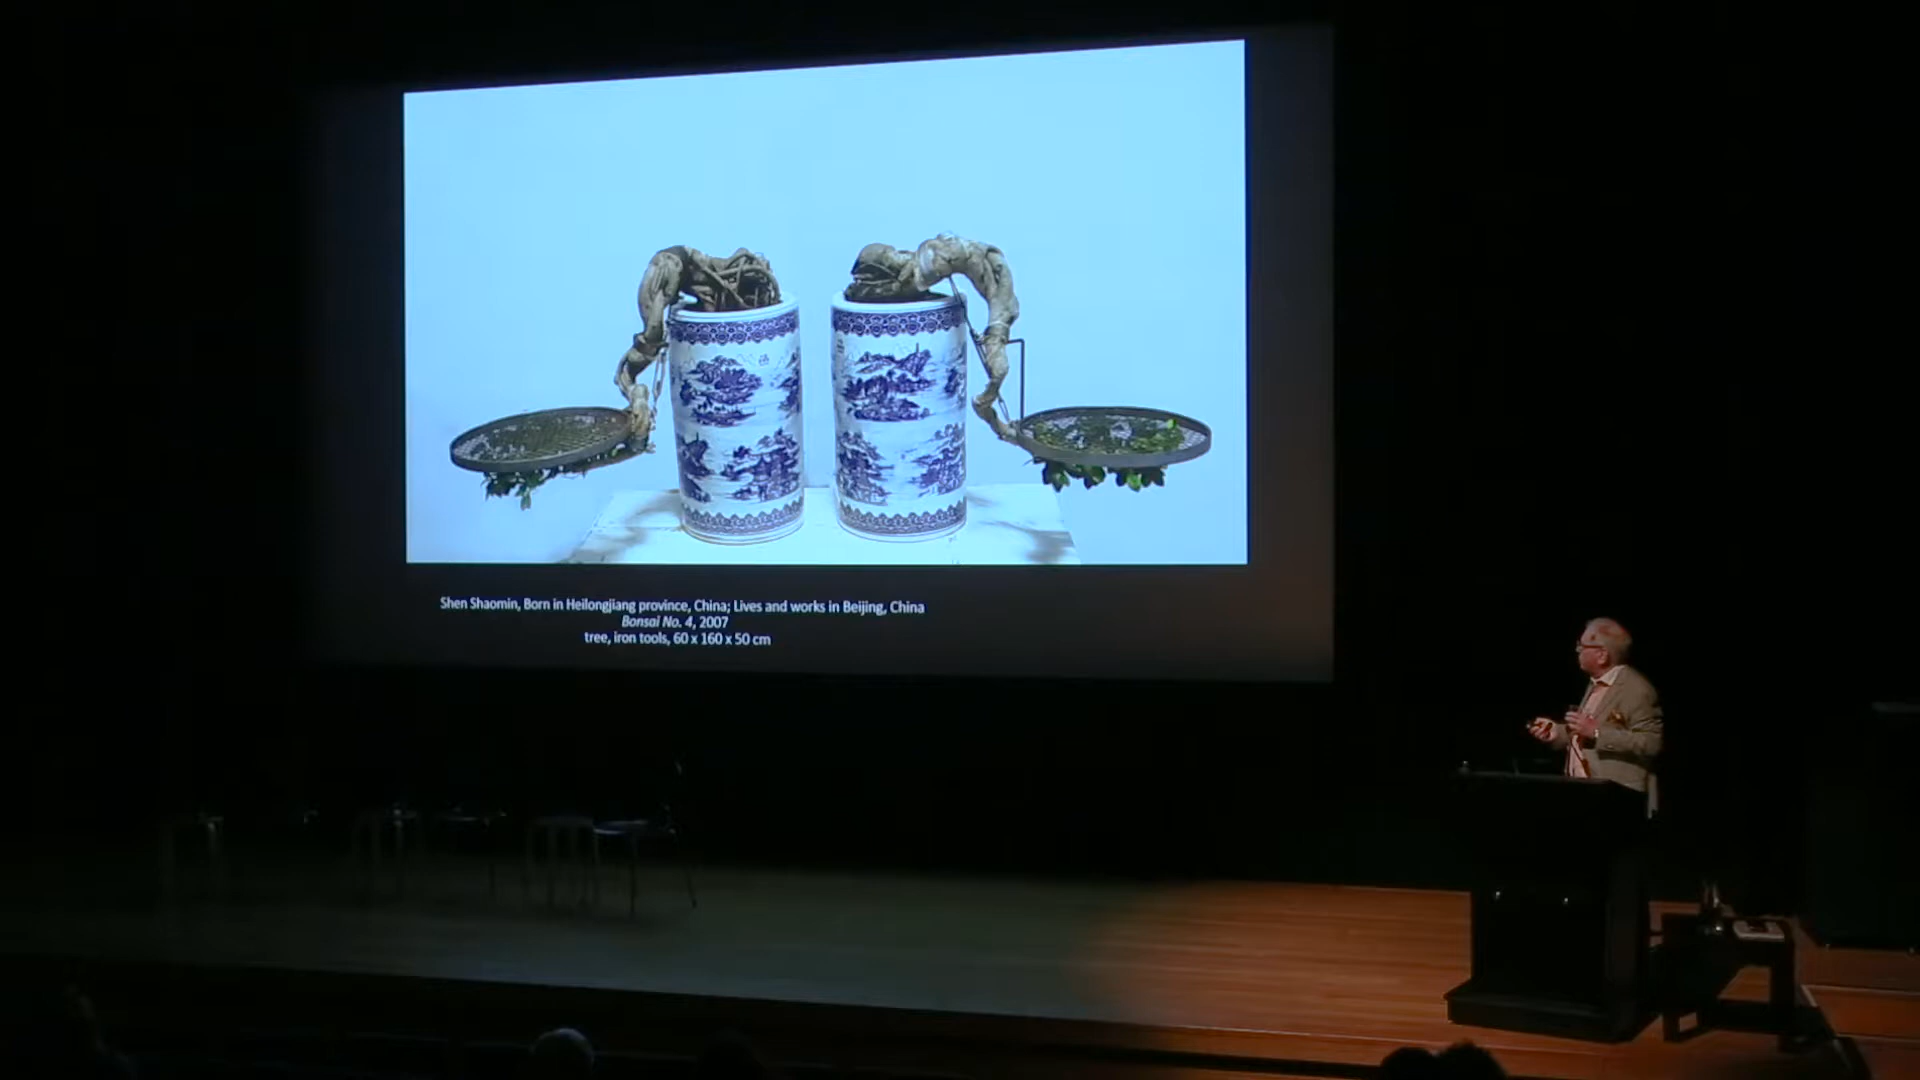 Shen Shaomin, Born in Heilongjiang province, China; Lives and works in Beijing, China
Bonsai No. 4, 2007
tree, iron tools, 60 x 160 x 50 cm